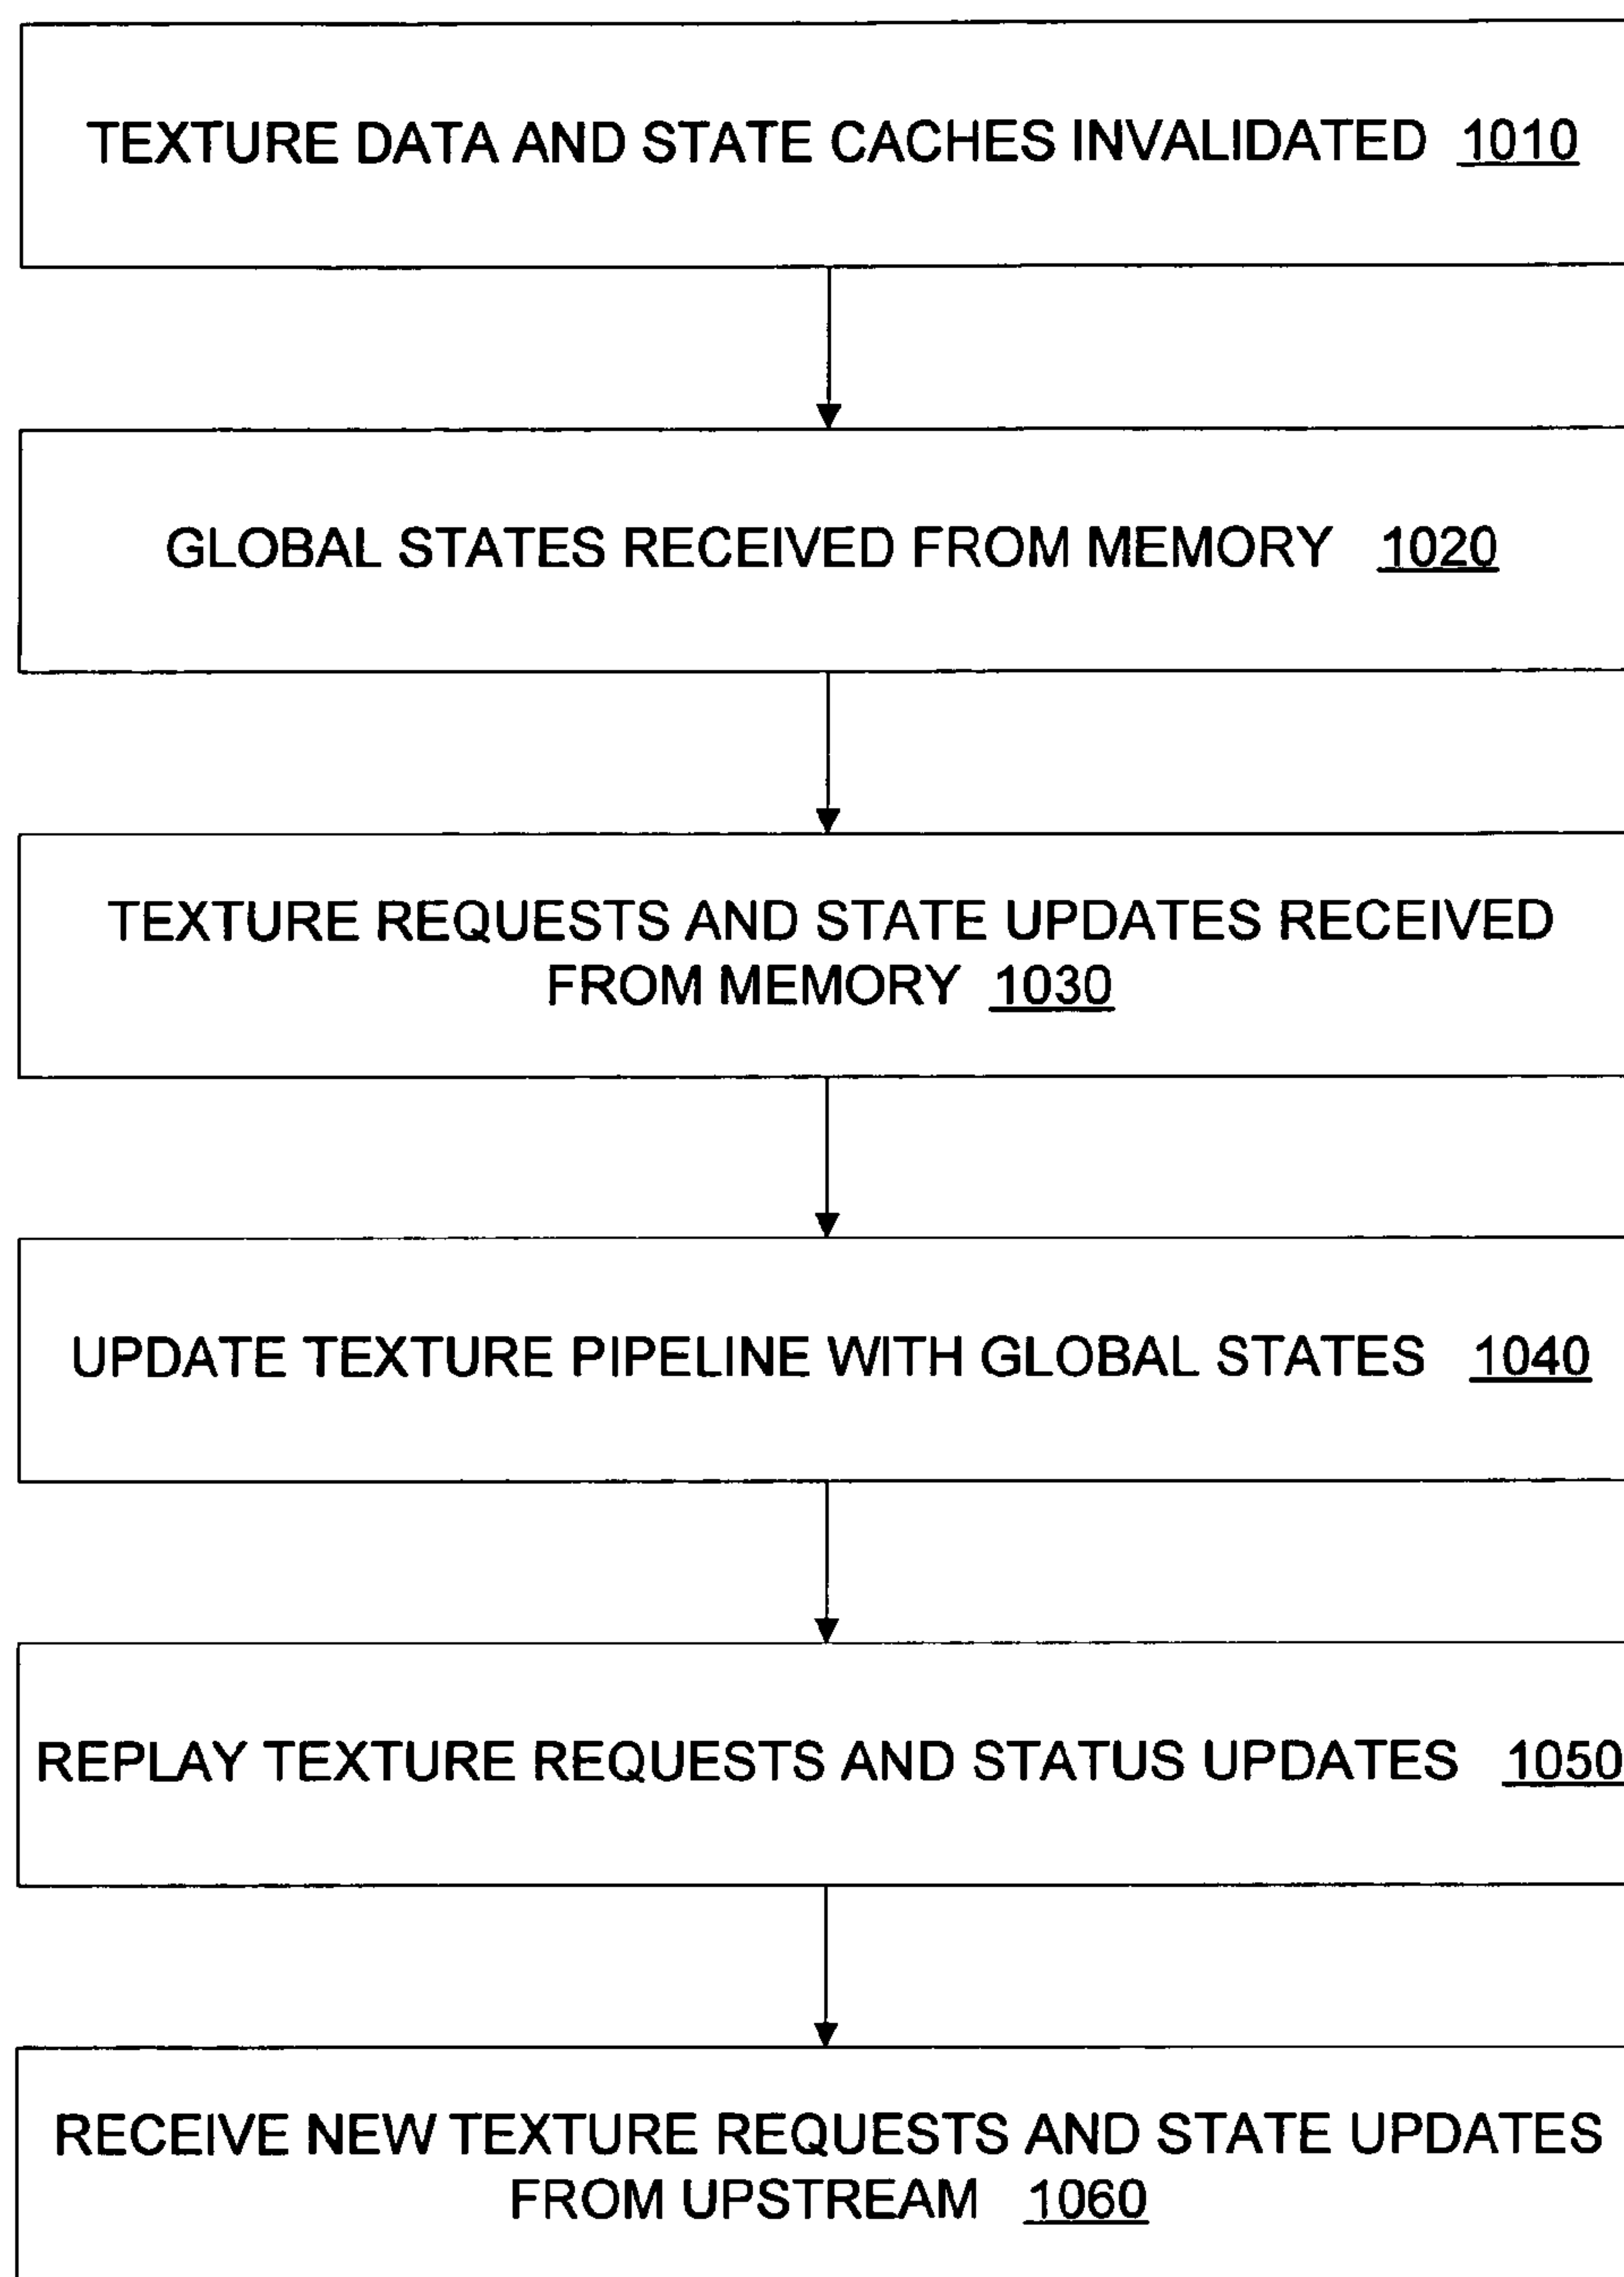 TEXTURE DATA AND STATE CACHES INVALIDATED 1010
GLOBAL STATES RECEIVED FROM MEMORY 1020
TEXTURE REQUESTS AND STATE UPDATES RECEIVED
FROM MEMORY 1030
UPDATE TEXTURE PIPELINE WITH GLOBAL STATES 1040
REPLAY TEXTURE REQUESTS AND STATUS UPDATES 1050
RECEIVE NEW TEXTURE REQUESTS AND STATE UPDATES
FROM UPSTREAM 1060